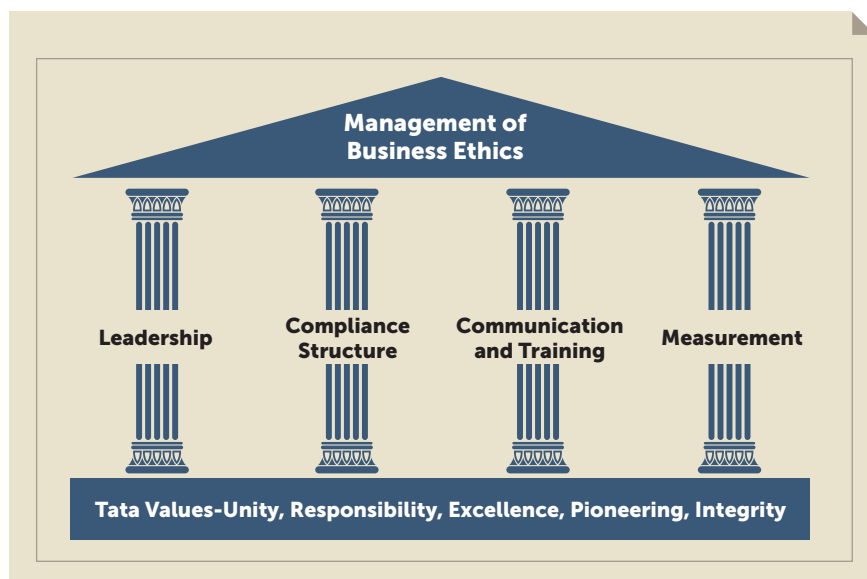 Management of
Business Ethics
Leadership
Compliance
Structure
Communication
and Training
Measurement
Tata Values-Unity, Responsibility, Excellence, Pioneering, Integrity